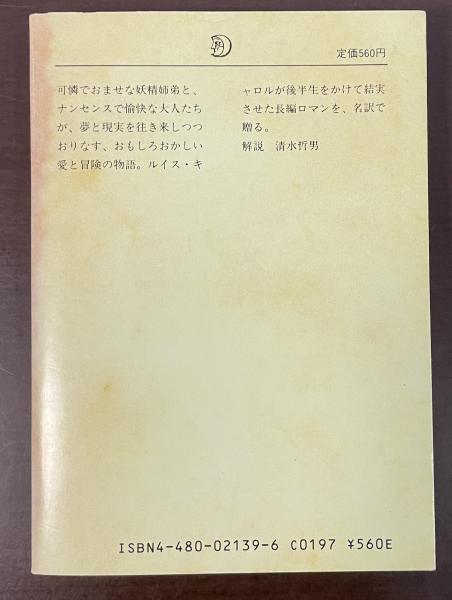 定価560円
可憐でおませな妖精姉弟と、
ナンセンスで愉快な大人たち
が、夢と現実を往き来しつつ
おりなす、おもしろおかしい
愛と冒険の物語。ルイス・キ
ャロルが後半生をかけて結実
させた長編ロマンを、名訳で
贈る。
解説　清水哲男
ISBN4-480-02139-6 C0197 ¥560E